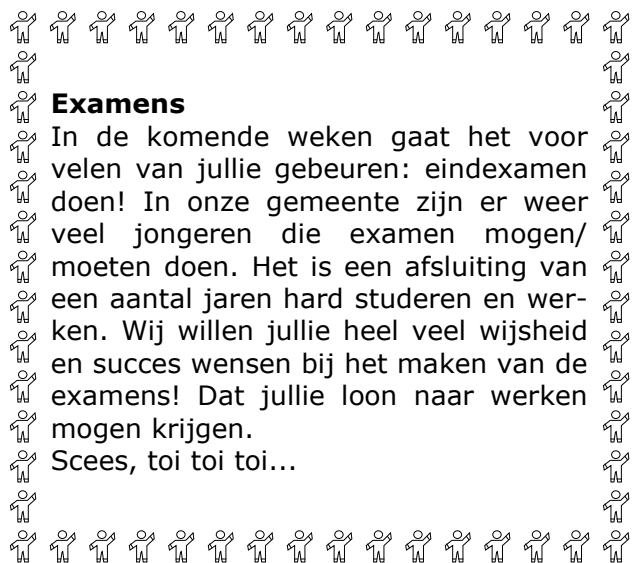 Examens
In de komende weken gaat het voor
velen van jullie gebeuren: eindexamen
doen! In onze gemeente zijn er weer
veel jongeren die examen mogen/
moeten doen. Het is een afsluiting van
een aantal jaren hard studeren en wer-
ken. Wij willen jullie heel veel wijsheid
en succes wensen bij het maken van de
examens! Dat jullie loon naar werken
mogen krijgen.
Scees, toi toi toi...